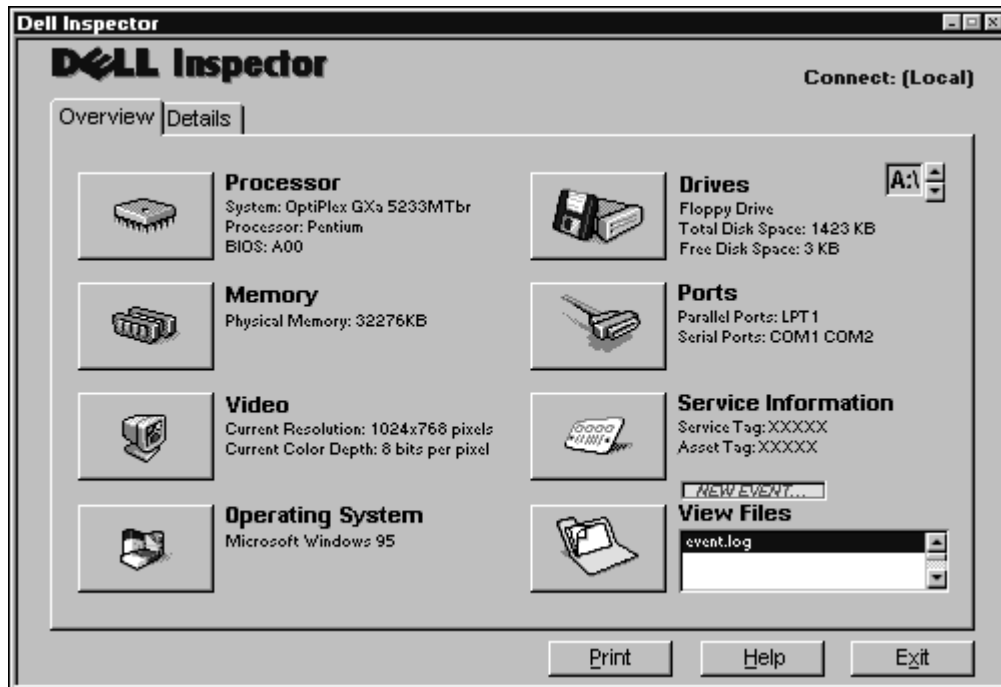 Dell Inspector
DELL Inspector
Connect: (Local)
Overview
Details
Processor
System: OptiPlex GXa 5233MTbr
Processor: Pentium
BIOS: A00
Drives
A:\
Floppy Drive
Total Disk Space: 1423 KB
Free Disk Space: 3 KB
Memory
Physical Memory: 32276KB
Ports
Parallel Ports: LPT1
Serial Ports: COM1 COM2
Video
Current Resolution: 1024x768 pixels
Current Color Depth: 8 bits per pixel
Service Information
Service Tag: XXXXX
Asset Tag: XXXXX
Operating System
Microsoft Windows 95
NEW EVENT...
View Files
event.log
Print
Help
Exit